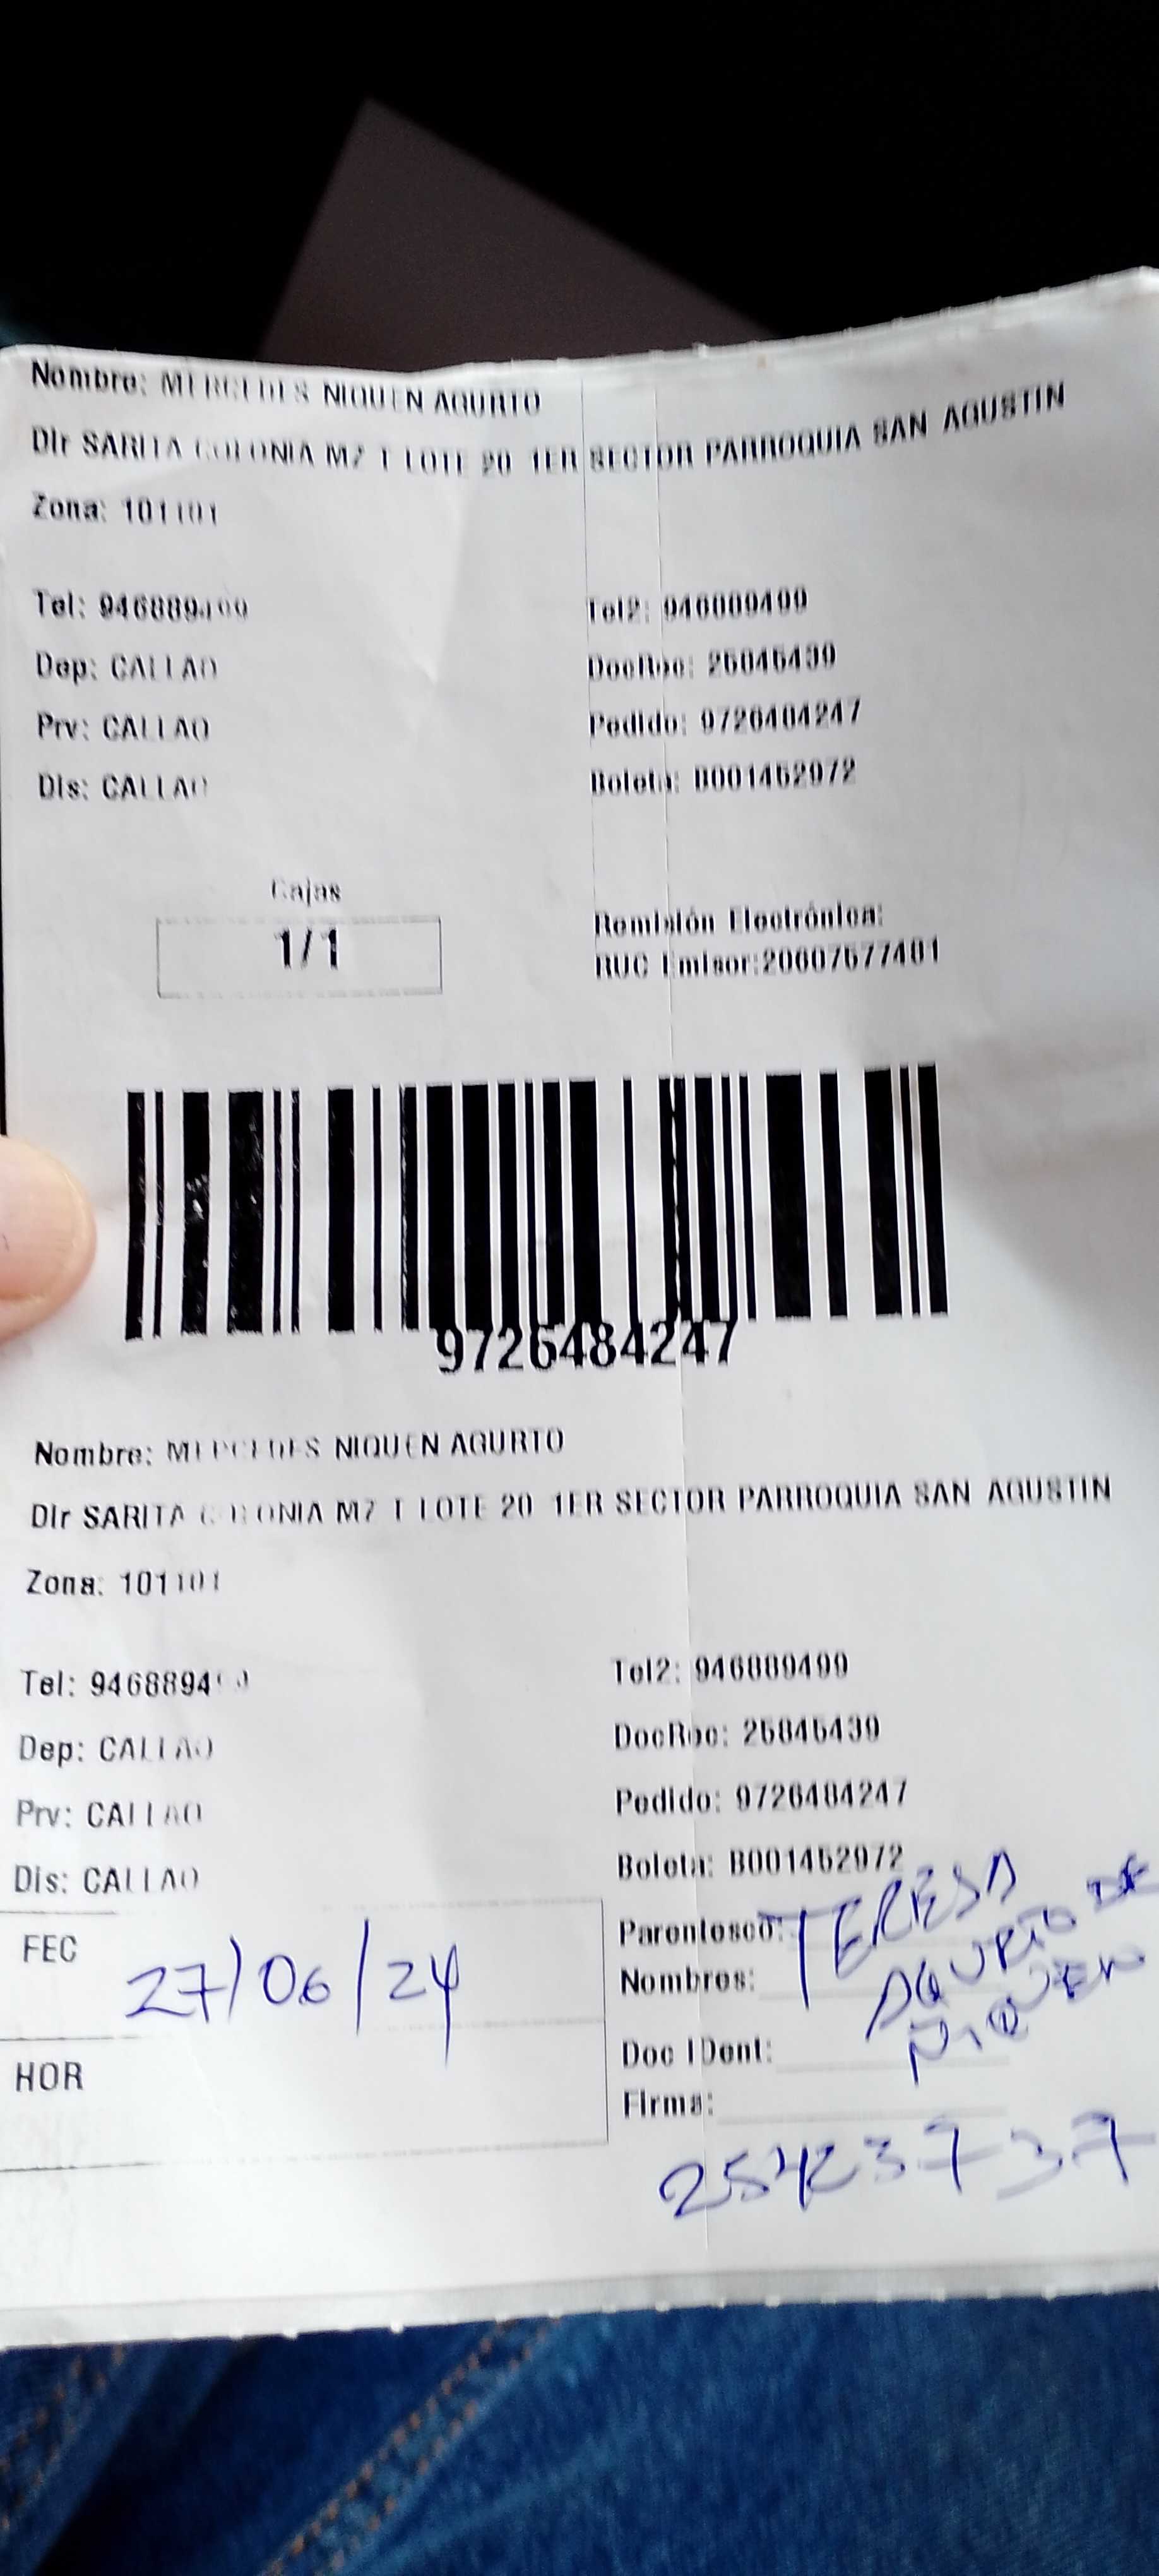 Nombre: MERCEDES NIQUEN AGURTO
Dir SARITA COLONIA MZ T LOTE 20 1ER SECTOR PARROQUIA SAN AGUSTIN
Zona: 101101
Tel: 946889499 Tel2: 946889499
Dep: CALLAO DocRec: 25845439
Prv: CALLAO Pedido: 9726484247
Dis: CALLAO Boleta: B001452972
Cajas
1/1
Remisión Electrónica:
RUC Emisor:20607577481
9726484247
Nombre: MERCEDES NIQUEN AGURTO
Dir SARITA COLONIA MZ T LOTE 20 1ER SECTOR PARROQUIA SAN AGUSTIN
Zona: 101101
Tel: 946889499 Tel2: 946889499
Dep: CALLAO DocRec: 25845439
Prv: CALLAO Pedido: 9726484247
Dis: CALLAO Boleta: B001452972
FEC 27/06/24
Parentesco: TERESA
Nombres: AGURTO DE
NIQUEN
Doc IDent:
HOR
Firma:
25423737